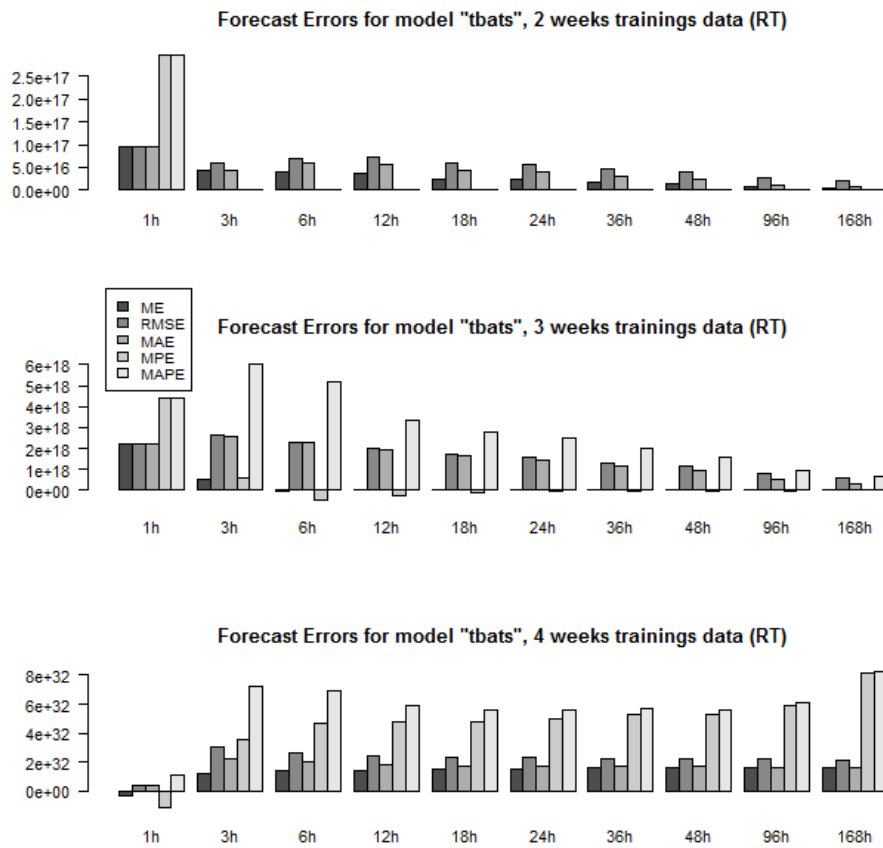 Forecast Errors for model "tbats", 2 weeks trainings data (RT)
2.5e+17
2.0e+17
1.5e+17
1.0e+17
5.0e+16
0.0e+00
1h 3h 6h 12h 18h 24h 36h 48h 96h 168h
ME
RMSE
MAE
MPE
MAPE
Forecast Errors for model "tbats", 3 weeks trainings data (RT)
6e+18
5e+18
4e+18
3e+18
2e+18
1e+18
0e+00
1h 3h 6h 12h 18h 24h 36h 48h 96h 168h
Forecast Errors for model "tbats", 4 weeks trainings data (RT)
8e+32
6e+32
4e+32
2e+32
0e+00
1h 3h 6h 12h 18h 24h 36h 48h 96h 168h